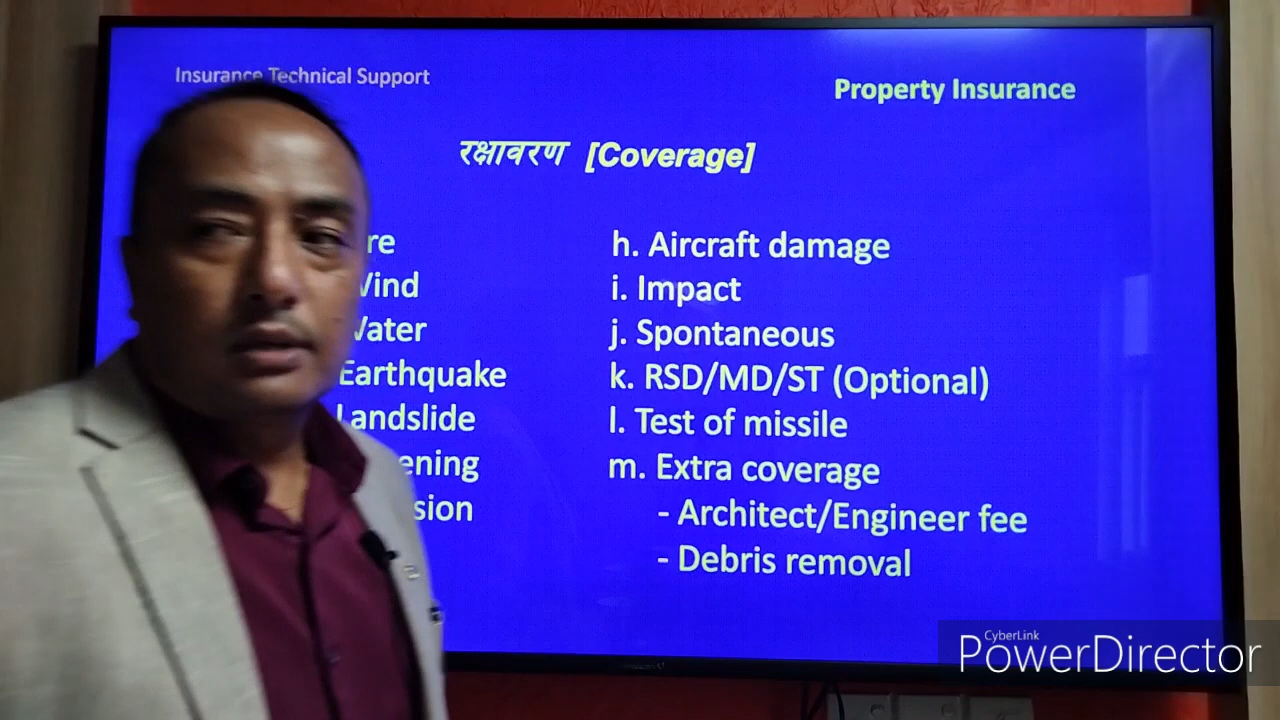 Insurance Technical Support
Property Insurance
रक्षावरण [Coverage]
re
Wind
Water
Earthquake
Landslide
ening
sion
h. Aircraft damage
i. Impact
j. Spontaneous
k. RSD/MD/ST (Optional)
l. Test of missile
m. Extra coverage
- Architect/Engineer fee
- Debris removal
CyberLink
PowerDirector